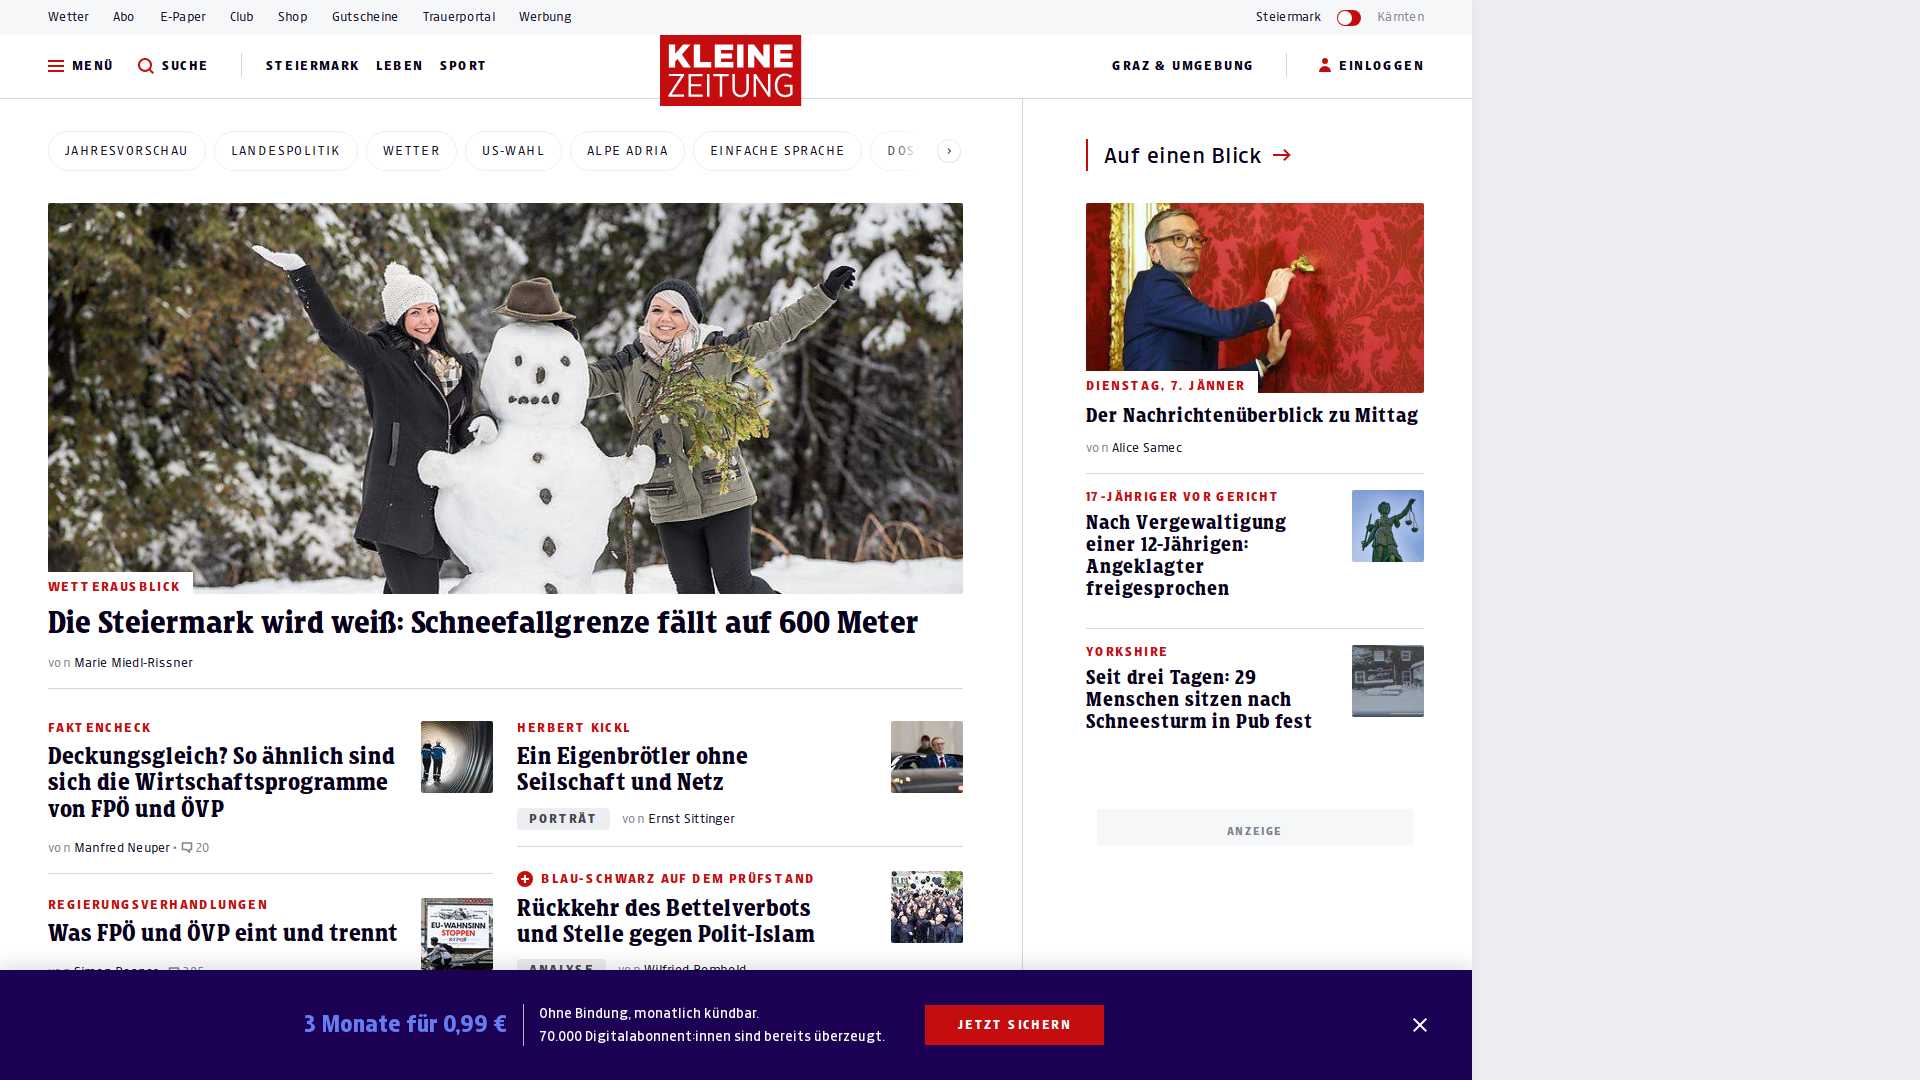 Wetter Abo E-Paper Club Shop Gutscheine Trauerportal Werbung
Steiermark Kärnten
MENÜ SUCHE STEIERMARK LEBEN SPORT
KLEINE
ZEITUNG
GRAZ & UMGEBUNG EINLOGGEN
JAHRESVORSCHAU LANDESPOLITIK WETTER US-WAHL ALPE ADRIA EINFACHE SPRACHE DOS
WETTERAUSBLICK
Die Steiermark wird weiß: Schneefallgrenze fällt auf 600 Meter
von Marie Miedl-Rissner
FAKTENCHECK
Deckungsgleich? So ähnlich sind
sich die Wirtschaftsprogramme
von FPÖ und ÖVP
von Manfred Neuper • 20
REGIERUNGSVERHANDLUNGEN
Was FPÖ und ÖVP eint und trennt
EU-WAHNSINN
STOPPEN
HERBERT KICKL
Ein Eigenbrötler ohne
Seilschaft und Netz
PORTRÄT von Ernst Sittinger
BLAU-SCHWARZ AUF DEM PRÜFSTAND
Rückkehr des Bettelverbots
und Stelle gegen Polit-Islam
ANALYSE von Wilfried Rombold
Auf einen Blick
DIENSTAG, 7. JÄNNER
Der Nachrichtenüberblick zu Mittag
von Alice Samec
17-JÄHRIGER VOR GERICHT
Nach Vergewaltigung
einer 12-Jährigen:
Angeklagter
freigesprochen
YORKSHIRE
Seit drei Tagen: 29
Menschen sitzen nach
Schneesturm in Pub fest
ANZEIGE
3 Monate für 0,99 €
Ohne Bindung, monatlich kündbar.
70.000 Digitalabonnent:innen sind bereits überzeugt.
JETZT SICHERN